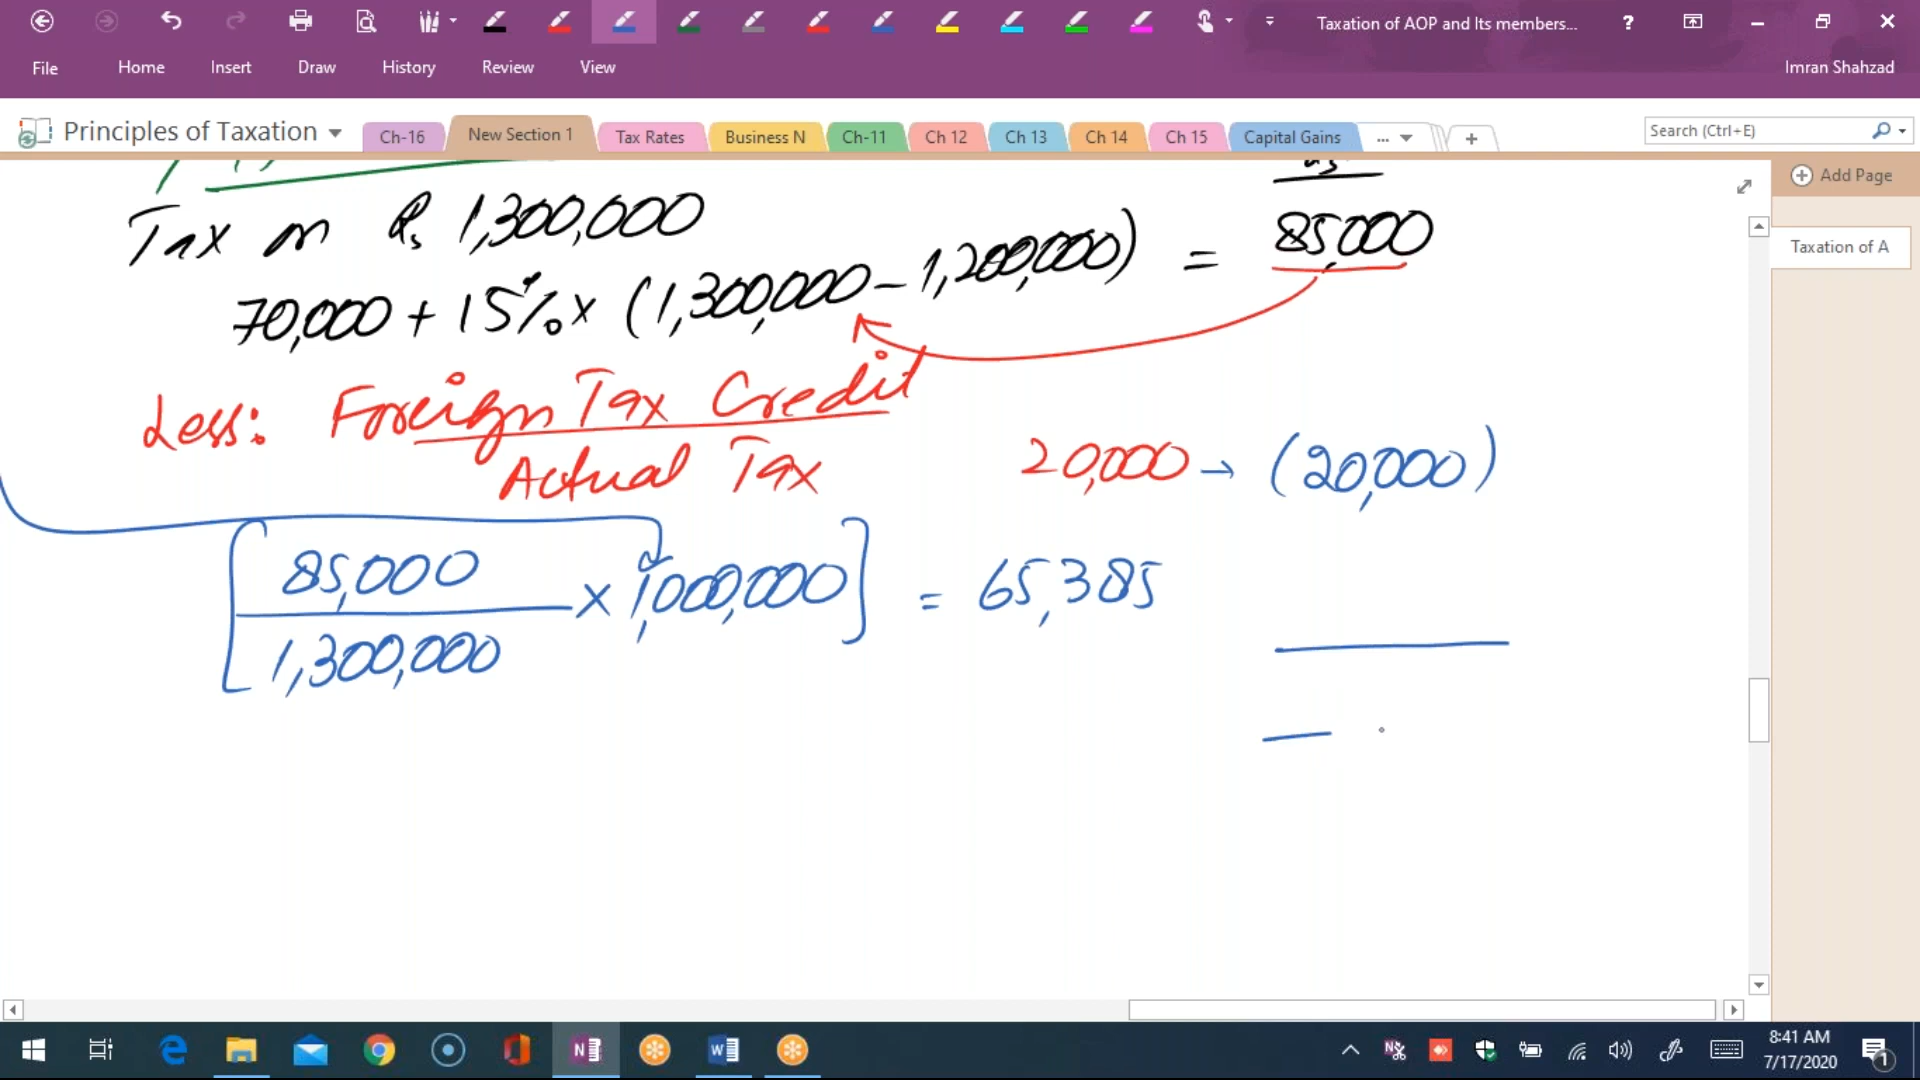 Taxation of AOP and Its members...
?
File
Home
Insert
Draw
History
Review
View
Imran Shahzad
Principles of Taxation
Ch-16
New Section 1
Tax Rates
Business N
Ch-11
Ch 12
Ch 13
Ch 14
Ch 15
Capital Gains
...
Search (Ctrl+E)
Add Page
Taxation of A
Tax on Rs 1,300,000
70,000 + 15% × (1,300,000 - 1,200,000) = 85,000
Less: Foreign Tax Credit
Actual Tax 20,000 → (20,000)
[85,000
1,300,000 × 1,000,000] = 65,385
8:41 AM
7/17/2020
1